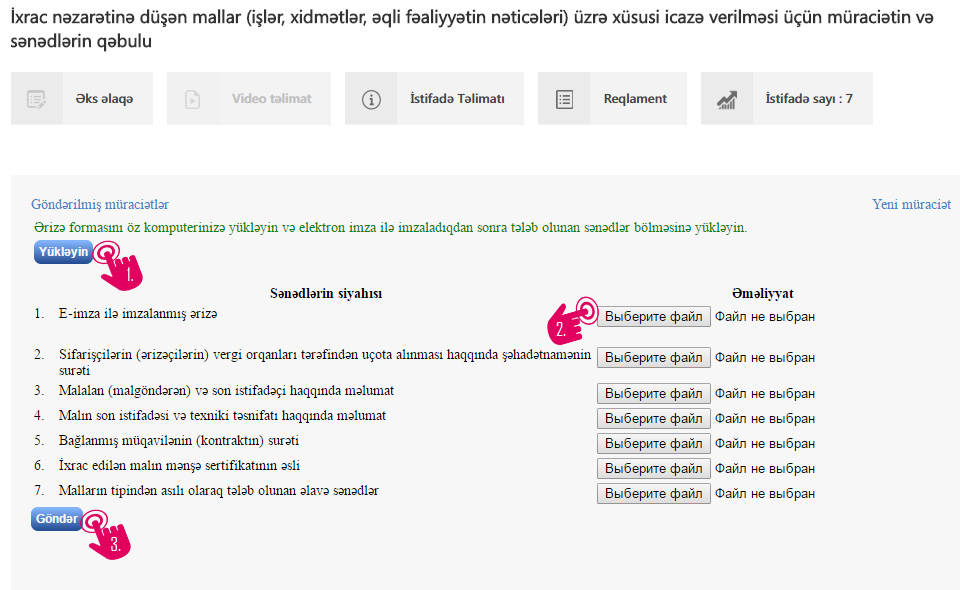 İxrac nəzarətinə düşən mallar (işlər, xidmətlər, əqli fəaliyyətin nəticələri) üzrə xüsusi icazə verilməsi üçün müraciətin və
sənədlərin qəbulu
Əks əlaqə
Video təlimat
İstifadə Təlimatı
Reqlament
İstifadə sayı : 7
Göndərilmiş müraciətlər
Yeni müraciət
Ərizə formasını öz komputerinizə yükləyin və elektron imza ilə imzaladıqdan sonra tələb olunan sənədlər bölməsinə yükləyin.
Yükləyin
1.
Sənədlərin siyahısı
Əməliyyat
1. E-imza ilə imzalanmış ərizə
2.
Выберите файл Файл не выбран
2. Sifarişçilərin (ərizəçilərin) vergi orqanları tərəfindən uçota alınması haqqında şəhadətnamənin
surəti
Выберите файл Файл не выбран
3. Malalan (malgöndərən) və son istifadəçi haqqında məlumat
Выберите файл Файл не выбран
4. Malın son istifadəsi və texniki təsnifatı haqqında məlumat
Выберите файл Файл не выбран
5. Bağlanmış müqavilənin (kontraktın) surəti
Выберите файл Файл не выбран
6. İxrac edilən malın mənşə sertifikatının əsli
Выберите файл Файл не выбран
7. Malların tipindən asılı olaraq tələb olunan əlavə sənədlər
Выберите файл Файл не выбран
Göndər
3.